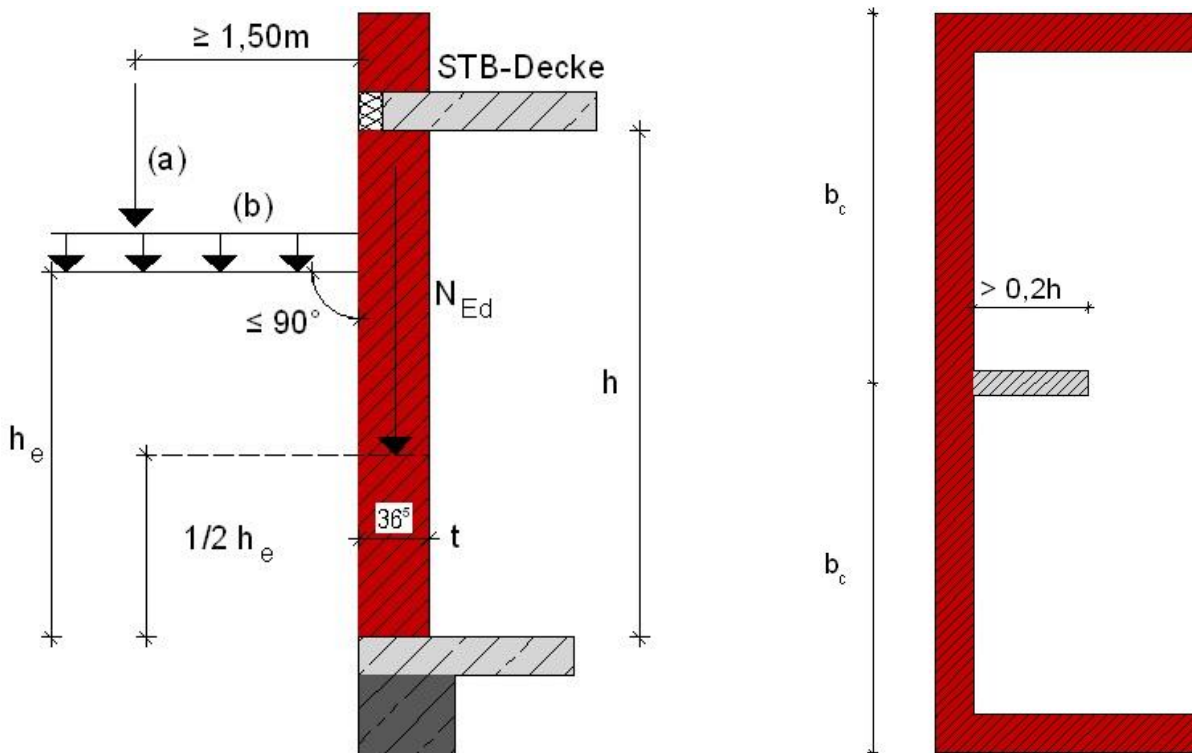 ≥ 1,50m
STB-Decke
(a)
(b)
N Ed
≤ 90°
h
h e
36⁵
t
1/2 h e
b c
> 0,2h
b c